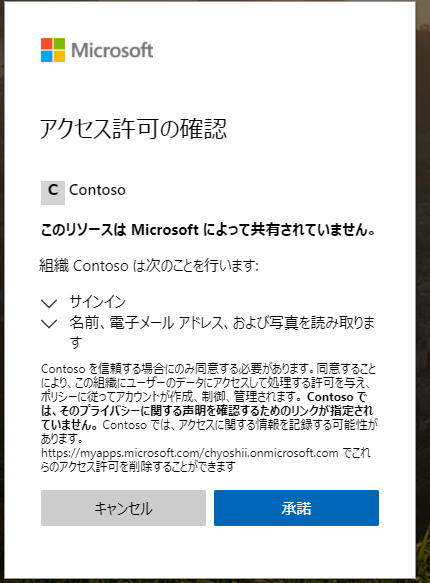 Microsoft
アクセス許可の確認
C Contoso
このリソースは Microsoft によって共有されていません。
組織 Contoso は次のことを行います:
サインイン
名前、電子メール アドレス、および写真を読み取りま
す
Contoso を信頼する場合にのみ同意する必要があります。同意すること
により、この組織にユーザーのデータにアクセスして処理する許可を与え、
ポリシーに従ってアカウントが作成、制御、管理されます。 Contoso で
は、そのプライバシーに関する声明を確認するためのリンクが指定され
ていません。 Contoso では、アクセスに関する情報を記録する可能性が
あります。
https://myapps.microsoft.com/chyoshii.onmicrosoft.com でこれ
らのアクセス許可を削除することができます
キャンセル
承諾